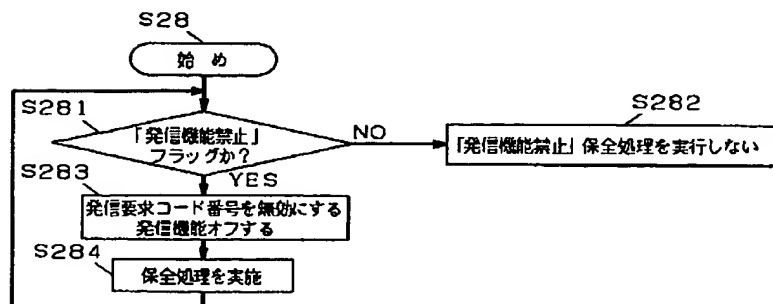 S28
始 め
S281
「発信機能禁止」
フラッグか?
NO
S282
「発信機能禁止」保全処理を実行しない
YES
S283
発信要求コード番号を無効にする
発信機能オフする
S284
保全処理を実施